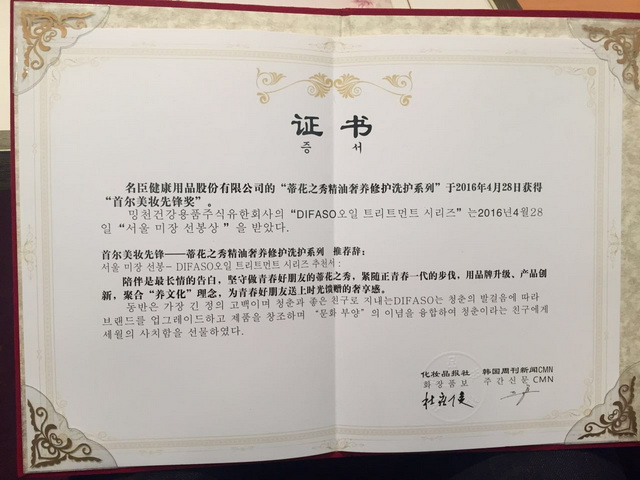 证书
증 서
名臣健康用品股份有限公司的“蒂花之秀精油奢养修护洗护系列”于2016年4月28日获得
“首尔美妆先锋奖”。
밍천건강용품주식유한회사의 “DIFASO오일 트리트먼트 시리즈” 는2016년4월28
일 “서울 미장 선봉상 ” 을 받았다.
首尔美妆先锋——蒂花之秀精油奢养修护洗护系列 推荐辞:
서울 미장 선봉– DIFASO오일 트리트먼트 시리즈 추천서 :
陪伴是最长情的告白，坚守做青春好朋友的蒂花之秀，紧随正青春一代的步伐，用品牌升级、产品创
新，聚合“养文化”理念，为青春好朋友送上时光馈赠的奢享感。
동반은 가장 긴 정의 고백이며 청춘과 좋은 친구로 지내는DIFASO는 청춘의 발걸음에 따라
브랜드를 업그레이드하고 제품을 창조하며 “문화 부양”의 이념을 융합하여 청춘이라는 친구에게
세월의 사치함을 선물하였다.
化妆品报社 韩国周刊新闻CMN
화장품보 주간신문 CMN